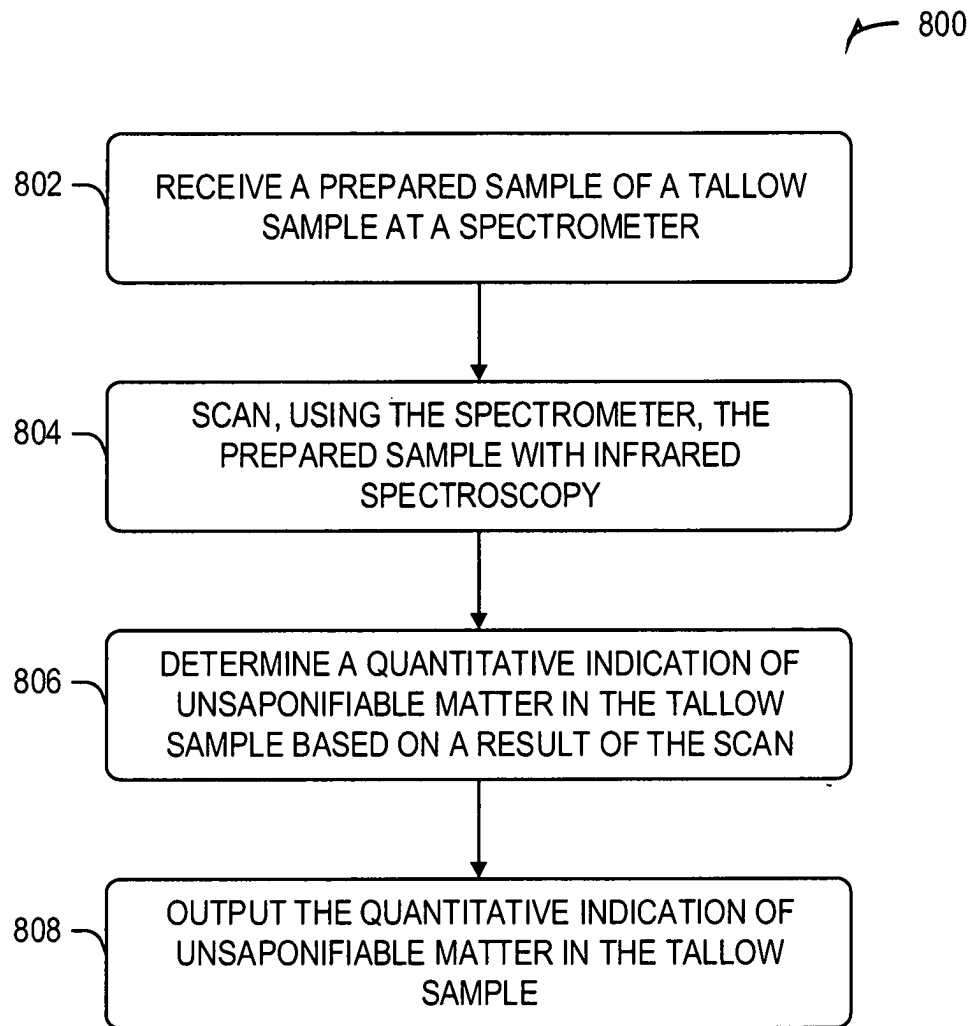 800
802
RECEIVE A PREPARED SAMPLE OF A TALLOW
SAMPLE AT A SPECTROMETER
804
SCAN, USING THE SPECTROMETER, THE
PREPARED SAMPLE WITH INFRARED
SPECTROSCOPY
806
DETERMINE A QUANTITATIVE INDICATION OF
UNSAPONIFIABLE MATTER IN THE TALLOW
SAMPLE BASED ON A RESULT OF THE SCAN
808
OUTPUT THE QUANTITATIVE INDICATION OF
UNSAPONIFIABLE MATTER IN THE TALLOW
SAMPLE